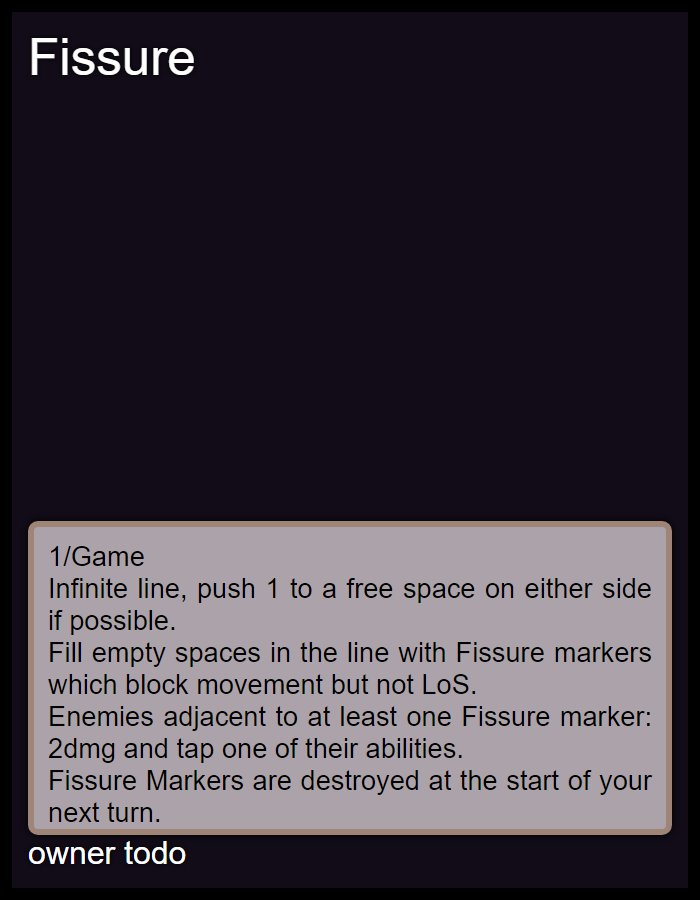 Fissure
1/Game
Infinite line, push 1 to a free space on either side
if possible.
Fill empty spaces in the line with Fissure markers
which block movement but not LoS.
Enemies adjacent to at least one Fissure marker:
2dmg and tap one of their abilities.
Fissure Markers are destroyed at the start of your
next turn.
owner todo